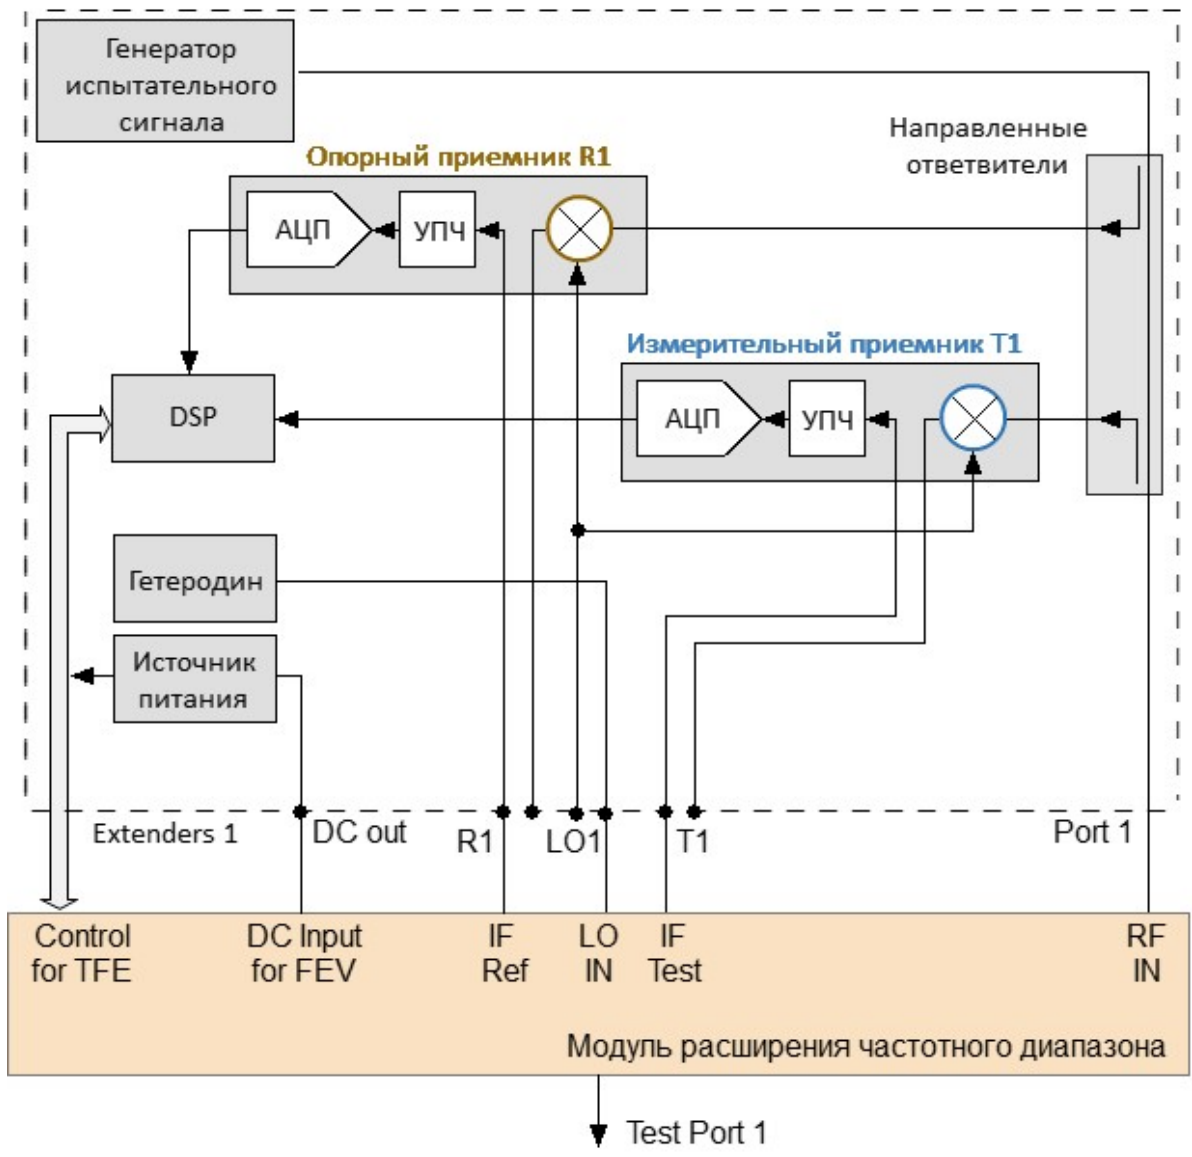 Генератор
испытательного
сигнала
Направленные
ответвители
Опорный приемник R1
АЦП
УПЧ
Измерительный приемник T1
АЦП
УПЧ
DSP
Гетеродин
Источник
питания
Extenders 1
DC out
R1
LO1
T1
Port 1
Control
for TFE
DC Input
for FEV
IF
Ref
LO
IN
IF
Test
RF
IN
Модуль расширения частотного диапазона
Test Port 1